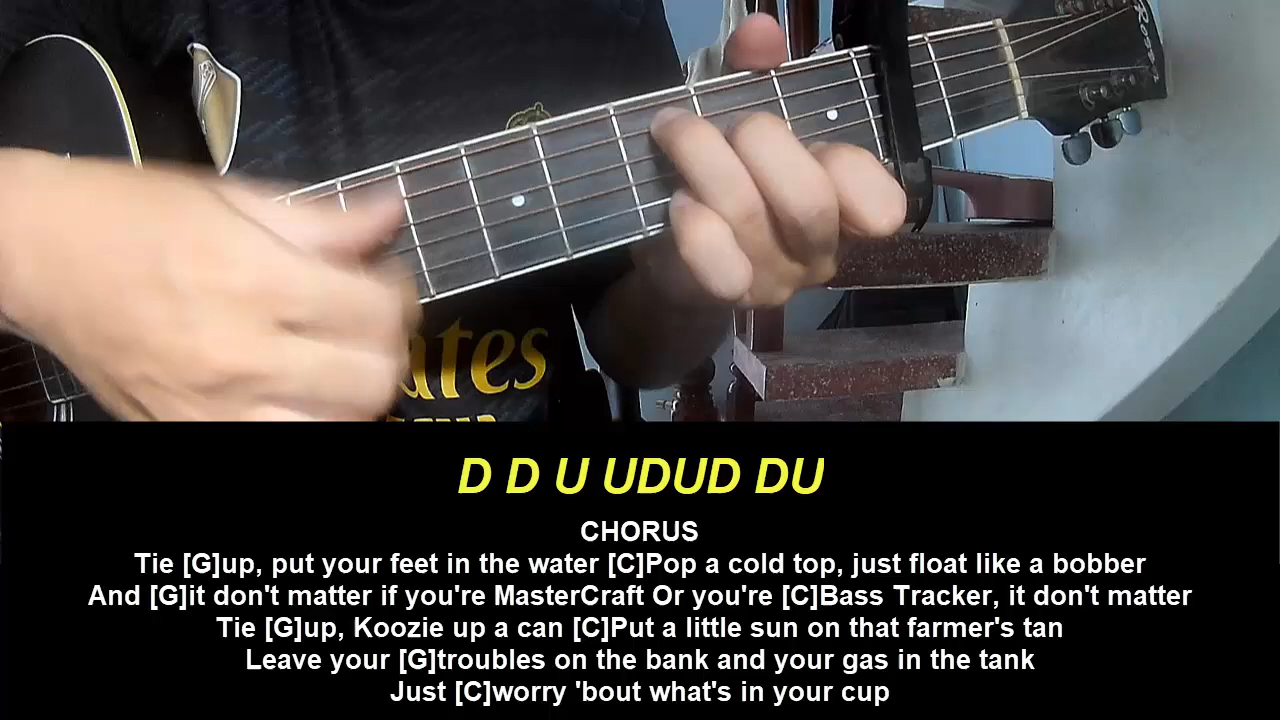 ates
D D U UDUD DU
CHORUS
Tie [G]up, put your feet in the water [C]Pop a cold top, just float like a bobber
And [G]it don't matter if you're MasterCraft Or you're [C]Bass Tracker, it don't matter
Tie [G]up, Koozie up a can [C]Put a little sun on that farmer's tan
Leave your [G]troubles on the bank and your gas in the tank
Just [C]worry 'bout what's in your cup